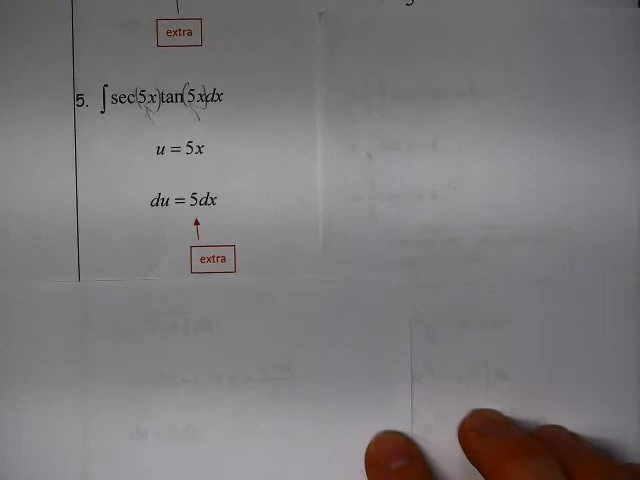 extra
5. ∫ sec(5x)tan(5x)dx
u = 5x
du = 5dx
extra